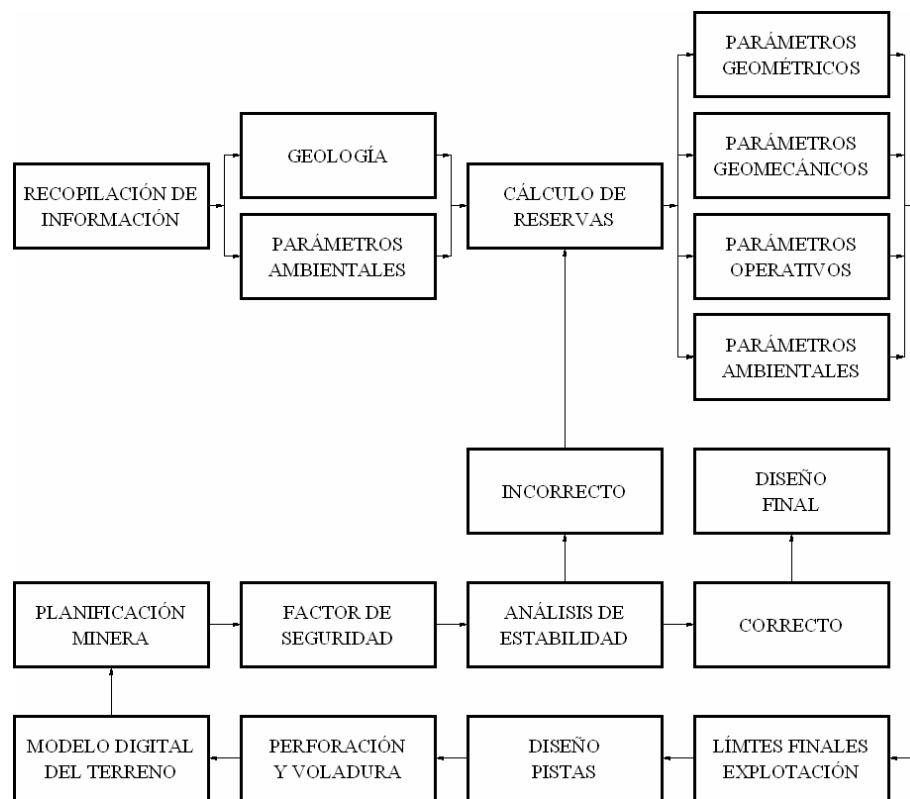 RECOPILACIÓN DE
INFORMACIÓN
GEOLOGÍA
PARÁMETROS
AMBIENTALES
CÁLCULO DE
RESERVAS
PARÁMETROS
GEOMÉTRICOS
PARÁMETROS
GEOMECÁNICOS
PARÁMETROS
OPERATIVOS
PARÁMETROS
AMBIENTALES
INCORRECTO
DISEÑO
FINAL
PLANIFICACIÓN
MINERA
FACTOR DE
SEGURIDAD
ANÁLISIS DE
ESTABILIDAD
CORRECTO
MODELO DIGITAL
DEL TERRENO
PERFORACIÓN
Y VOLADURA
DISEÑO
PISTAS
LÍMTES FINALES
EXPLOTACIÓN